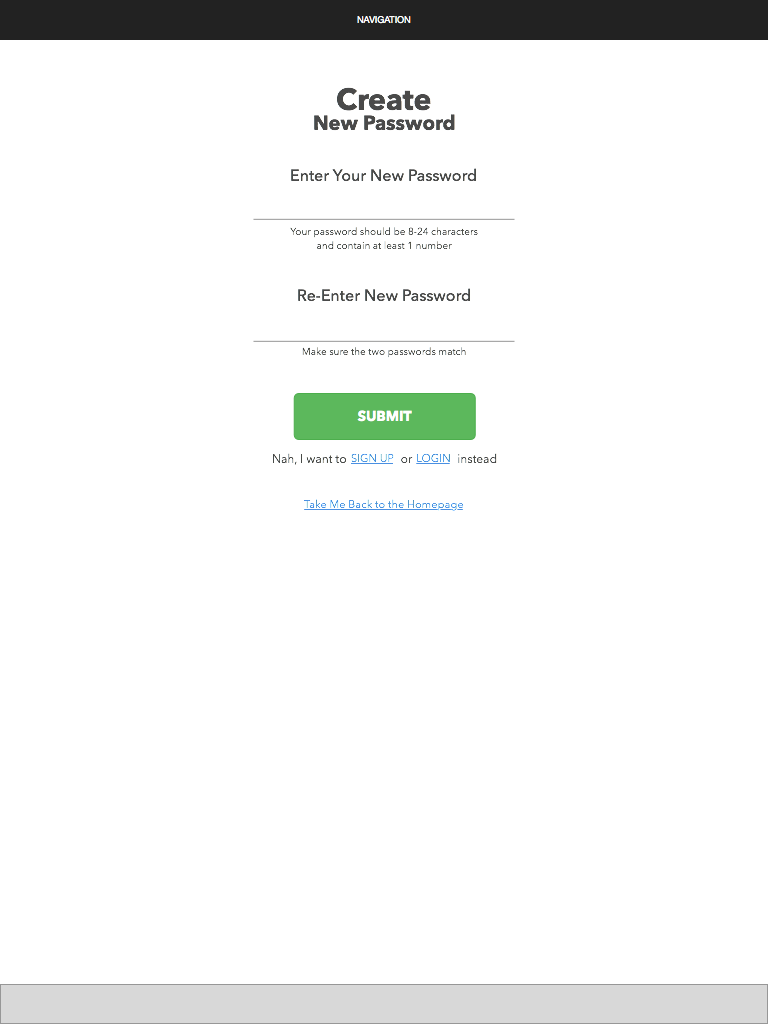 NAVIGATION
Create
New Password
Enter Your New Password
Your password should be 8-24 characters
and contain at least 1 number
Re-Enter New Password
Make sure the two passwords match
SUBMIT
Nah, I want to SIGN UP or LOGIN instead
Take Me Back to the Homepage